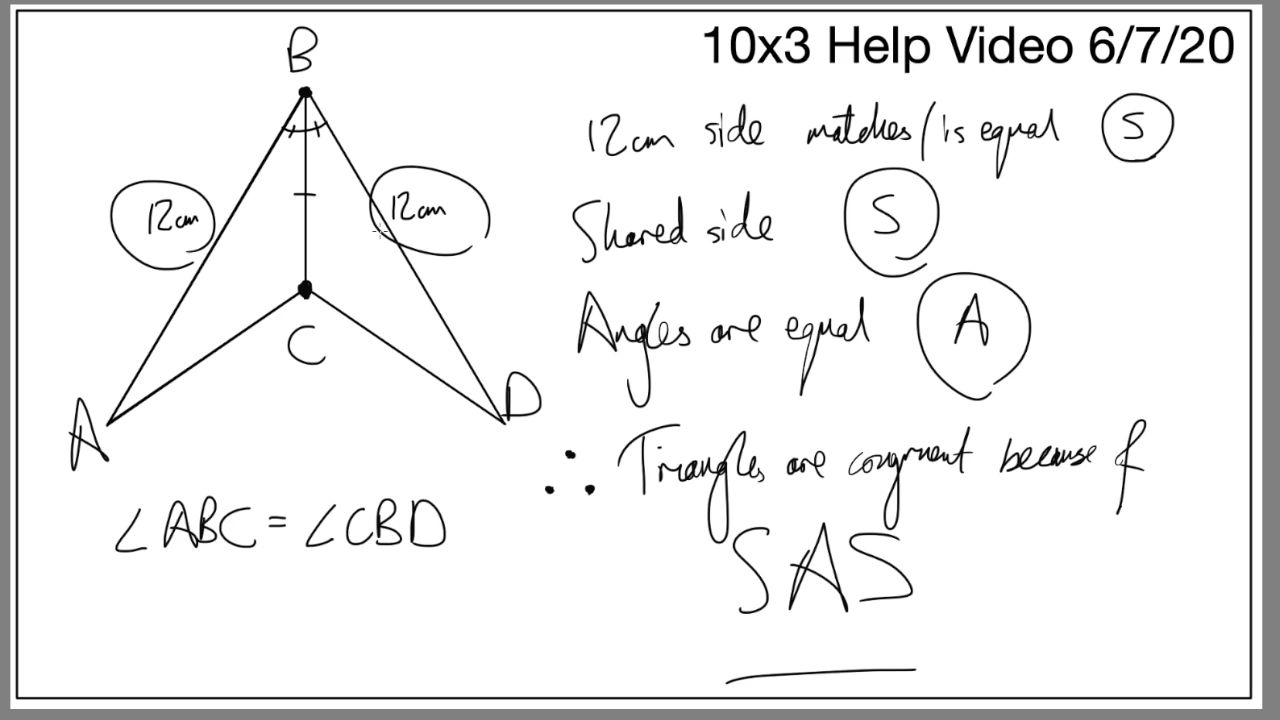 10x3 Help Video 6/7/20
B
12cm side matches/is equal S
12cm
12cm
Shared side S
C
Angles are equal A
A
D
∴ Triangles are congruent because of
∠ABC = ∠CBD
SAS